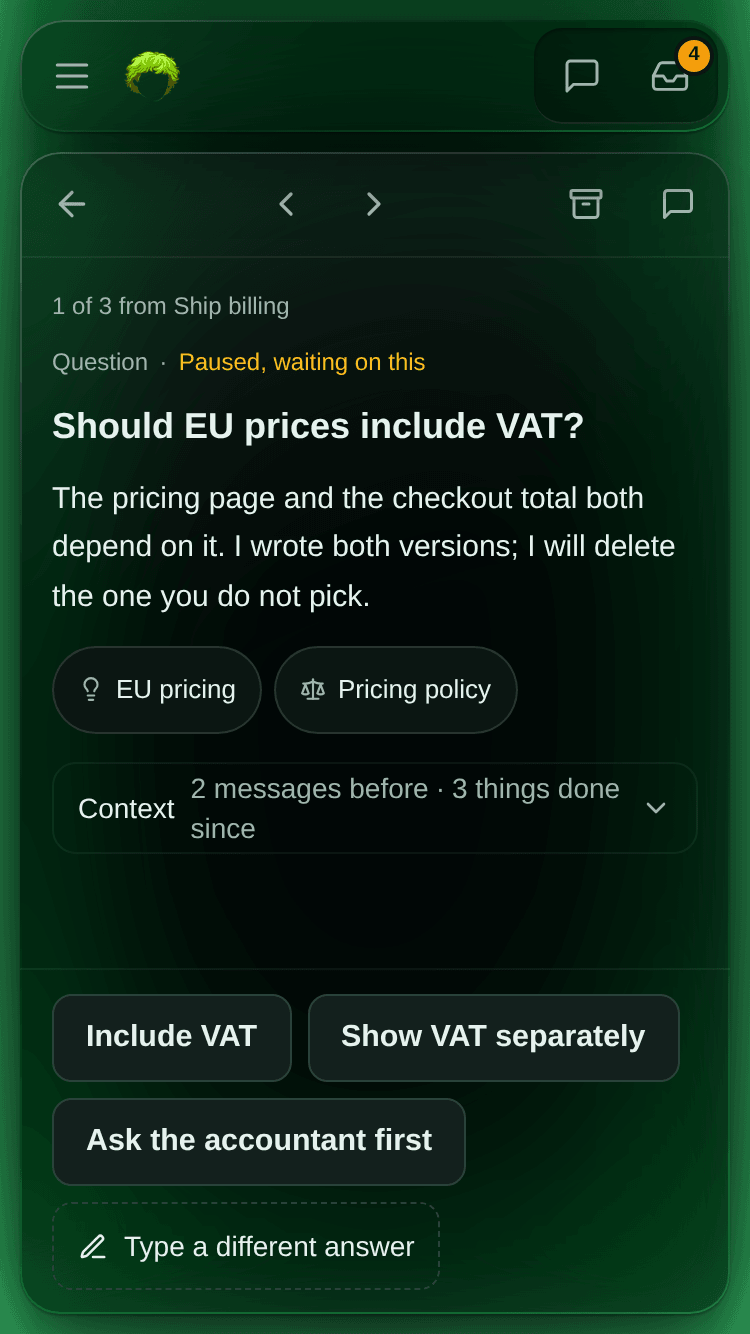 4
1 of 3 from Ship billing
Question · Paused, waiting on this
Should EU prices include VAT?
The pricing page and the checkout total both
depend on it. I wrote both versions; I will delete
the one you do not pick.
EU pricing
Pricing policy
Context
2 messages before · 3 things done
since
Include VAT
Show VAT separately
Ask the accountant first
Type a different answer